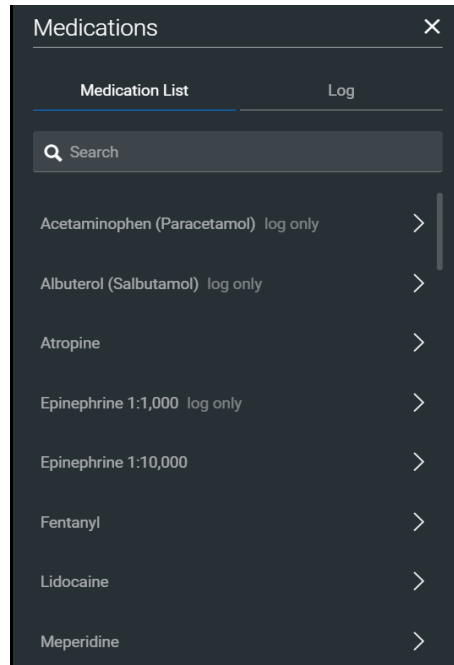 Medications
Medication List Log
Search
Acetaminophen (Paracetamol) log only
Albuterol (Salbutamol) log only
Atropine
Epinephrine 1:1,000 log only
Epinephrine 1:10,000
Fentanyl
Lidocaine
Meperidine